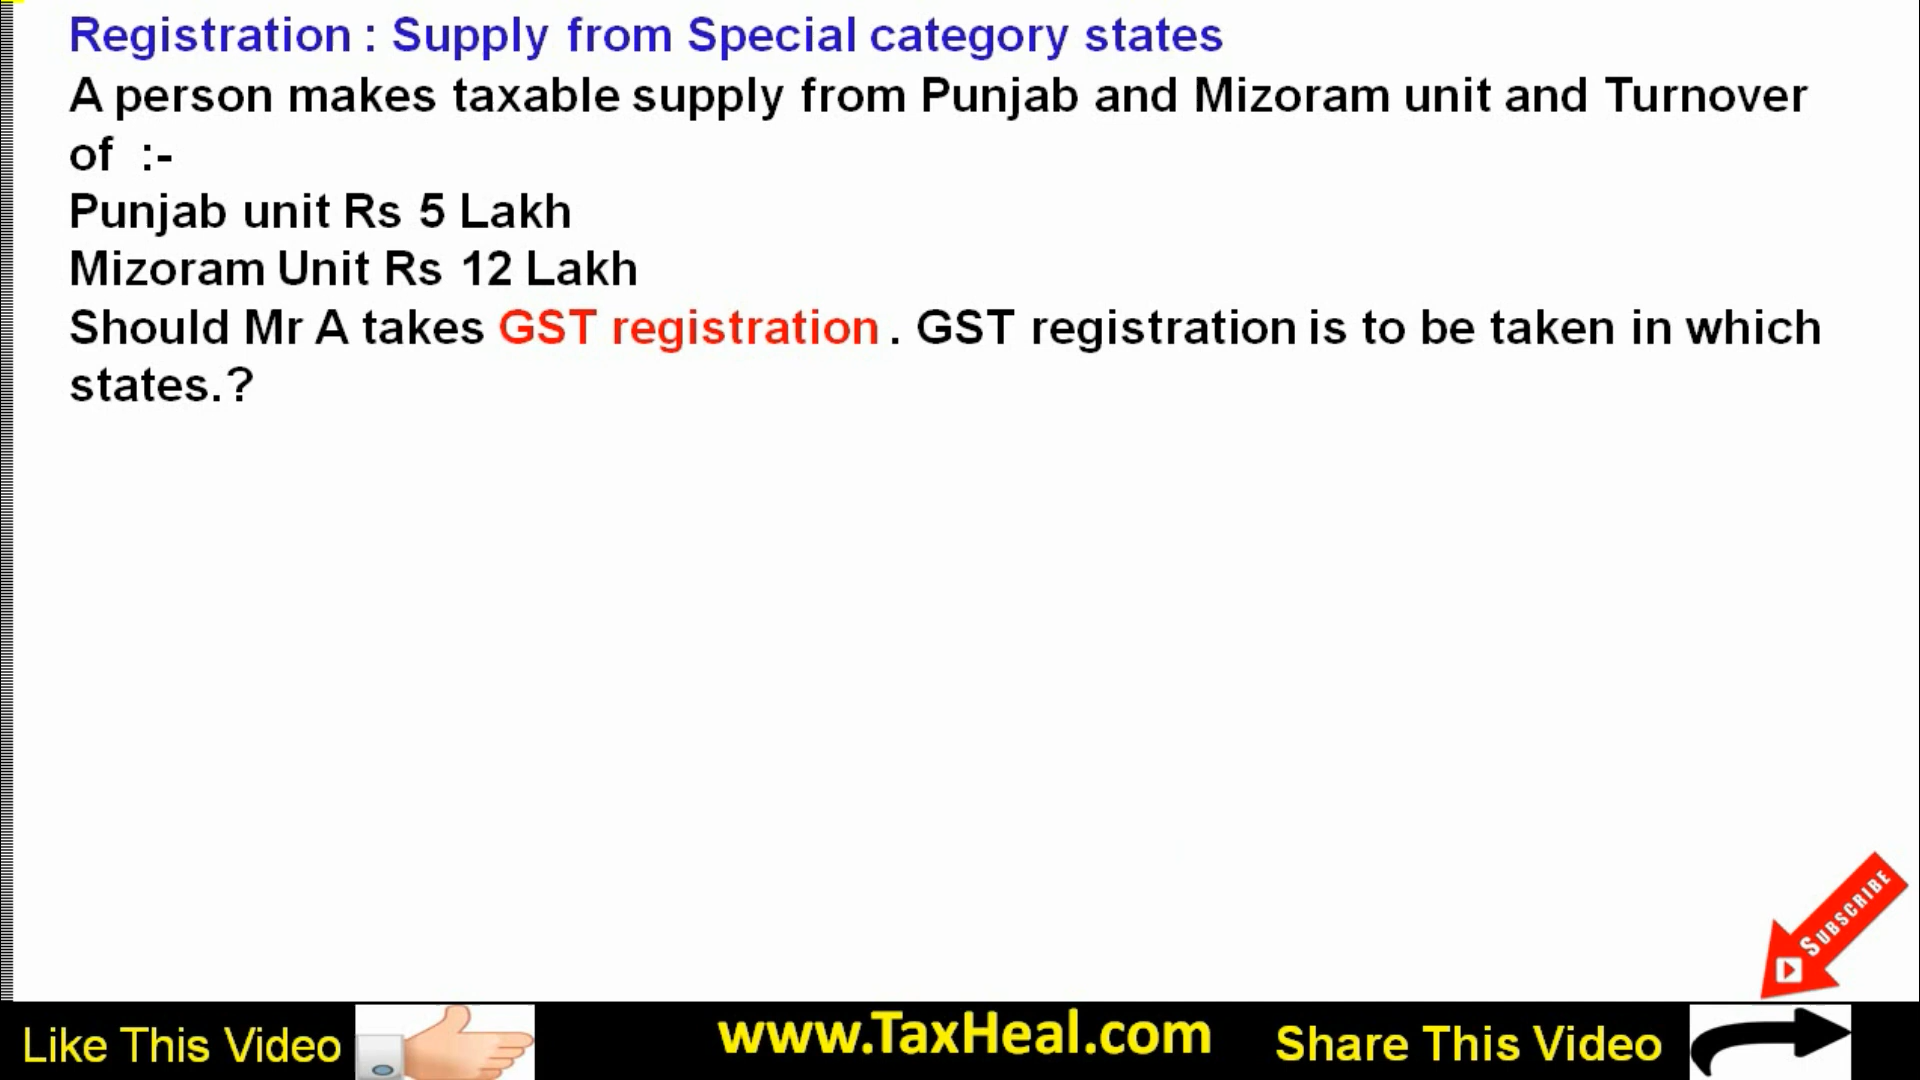 Registration : Supply from Special category states
A person makes taxable supply from Punjab and Mizoram unit and Turnover
of :-
Punjab unit Rs 5 Lakh
Mizoram Unit Rs 12 Lakh
Should Mr A takes GST registration . GST registration is to be taken in which
states.?
SUBSCRIBE
Like This Video
www.TaxHeal.com
Share This Video